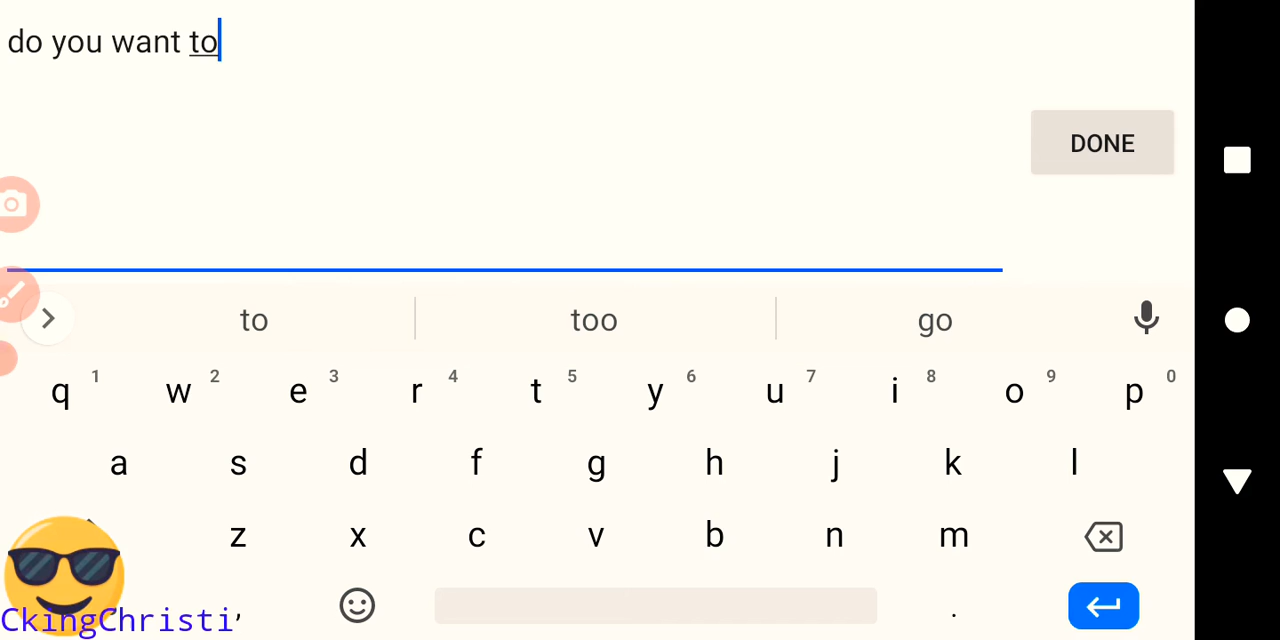 do you want to
DONE
to too go
q 1 w 2 e 3 r 4 t 5 y 6 u 7 i 8 o 9 p 0
a s d f g h j k l
z x c v b n m
, .
CkingChristi